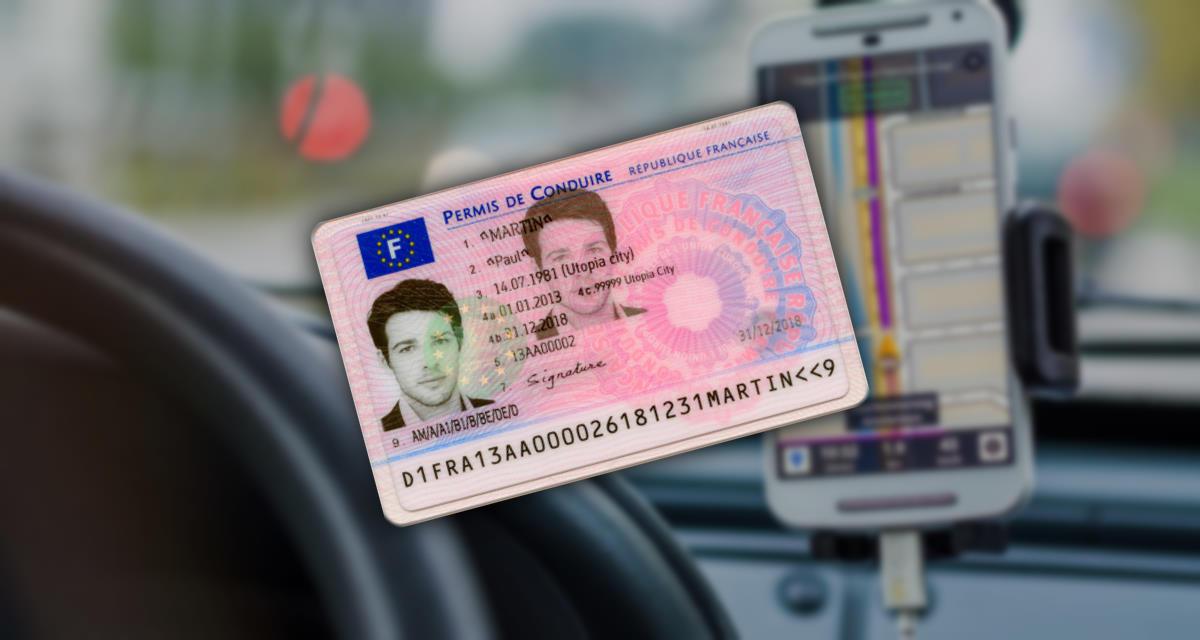 PERMIS DE CONDUIRE RÉPUBLIQUE FRANÇAISE
F
1. ^MARTIN^
2. ^Paul^
3. 14.07.1981 (Utopia city)
4a 01.01.2013 4c.99999 Utopia City
4b 31.12.2018
5. 13AA00002
31/12/2018
7. Signature
9. AM/A/A1/B1/B/BE/DE/D
D1FRA13AA000026181231MARTIN<<9